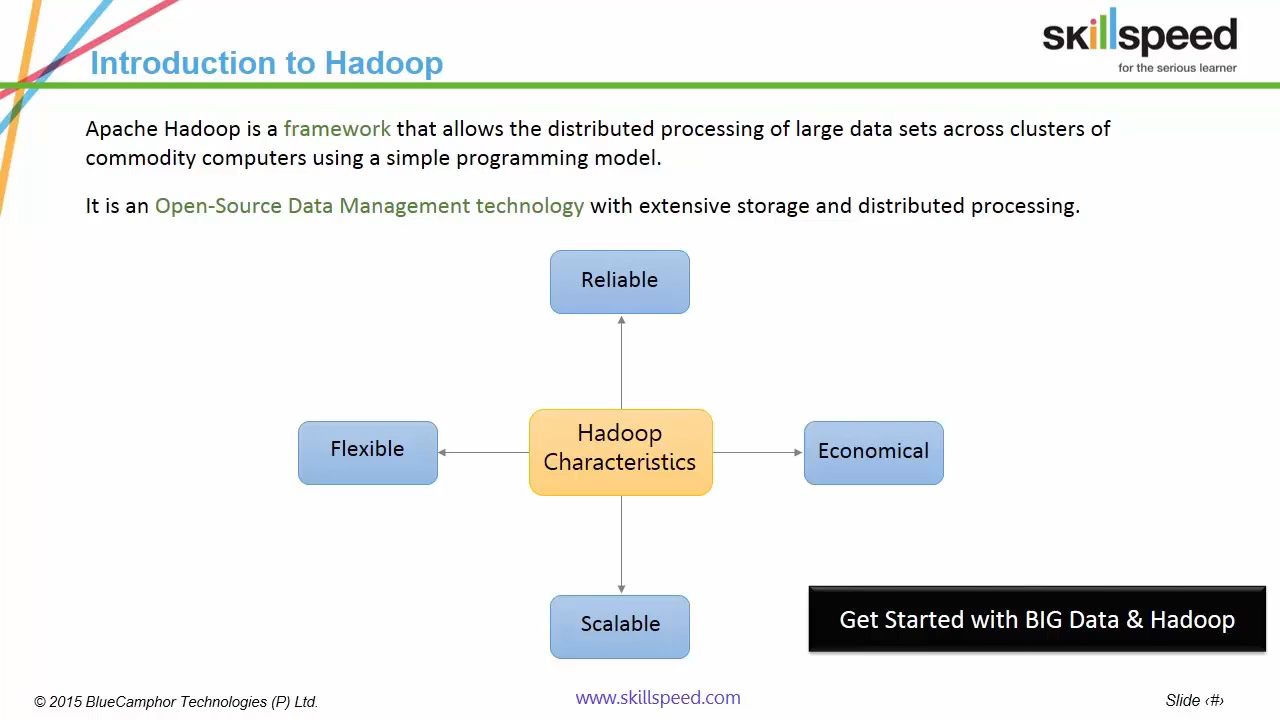 skillspeed
for the serious learner
Introduction to Hadoop
Apache Hadoop is a framework that allows the distributed processing of large data sets across clusters of
commodity computers using a simple programming model.
It is an Open-Source Data Management technology with extensive storage and distributed processing.
Reliable
Flexible
Hadoop
Characteristics
Economical
Scalable
Get Started with BIG Data & Hadoop
© 2015 BlueCamphor Technologies (P) Ltd.
www.skillspeed.com
Slide ‹#›